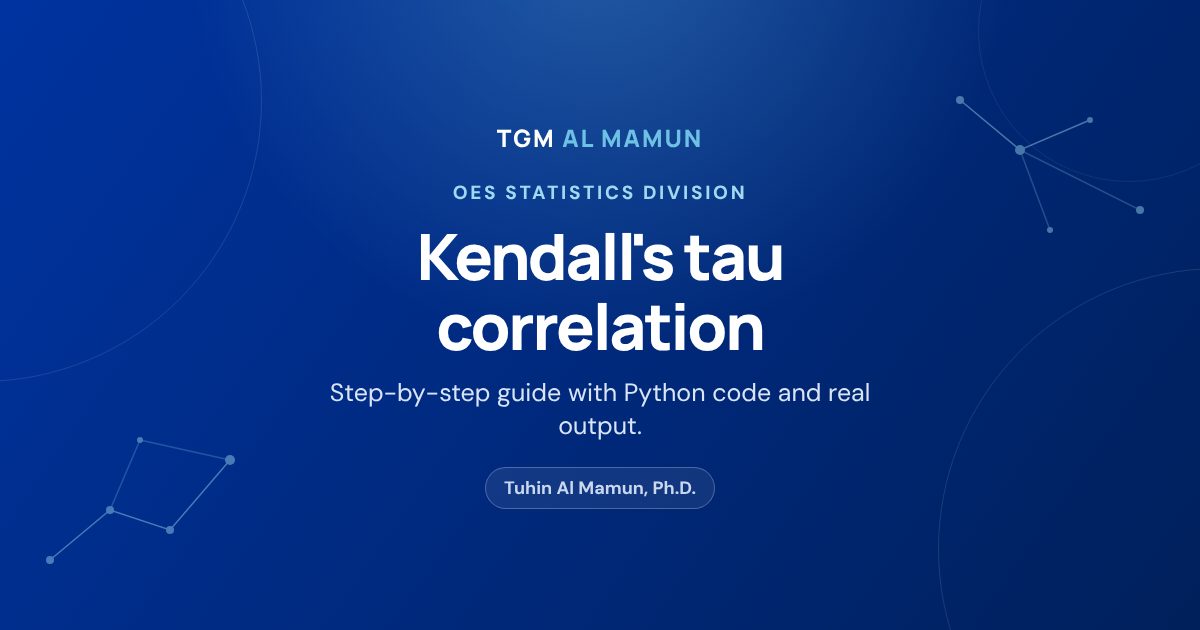 TGM AL MAMUN
OES STATISTICS DIVISION
Kendall's tau
correlation
Step-by-step guide with Python code and real
output.
Tuhin Al Mamun, Ph.D.